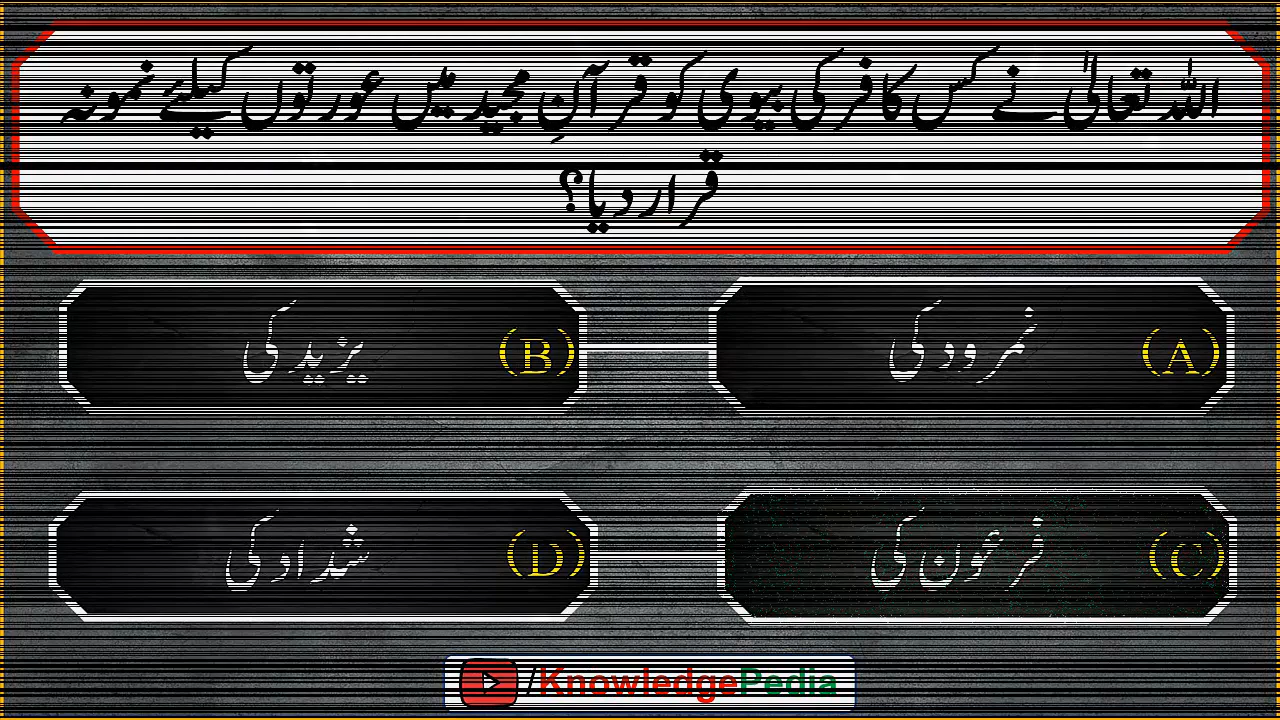 اللہ تعالیٰ نے کس کافر کی بیوی کو قرآنِ مجید میں عورتوں کیلئے نمونہ
قرار دیا؟
(A) نمرود کی
(B) یزید کی
(C) فرعون کی
(D) شداد کی
/KnowledgePedia